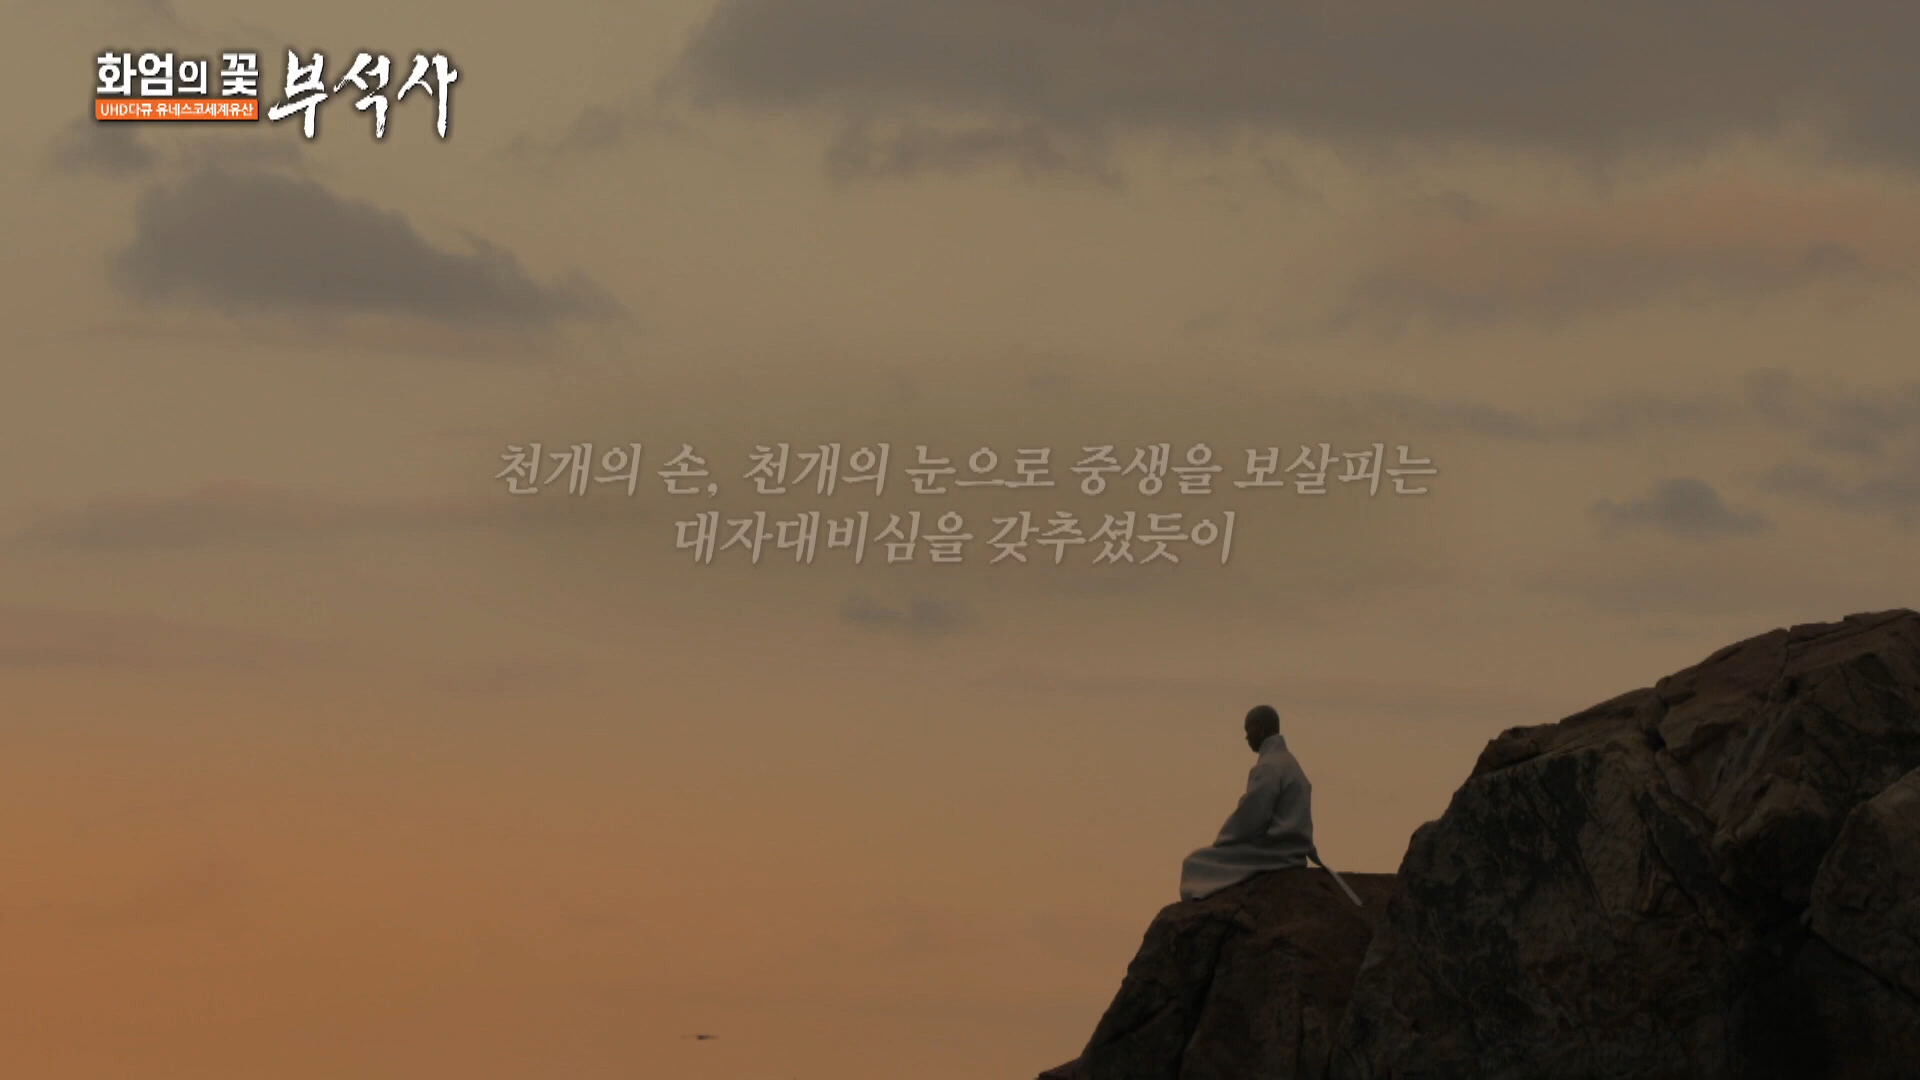 화엄의 꽃
UHD다큐 유네스코세계유산
부석사
천개의 손, 천개의 눈으로 중생을 보살피는
대자대비심을 갖추셨듯이